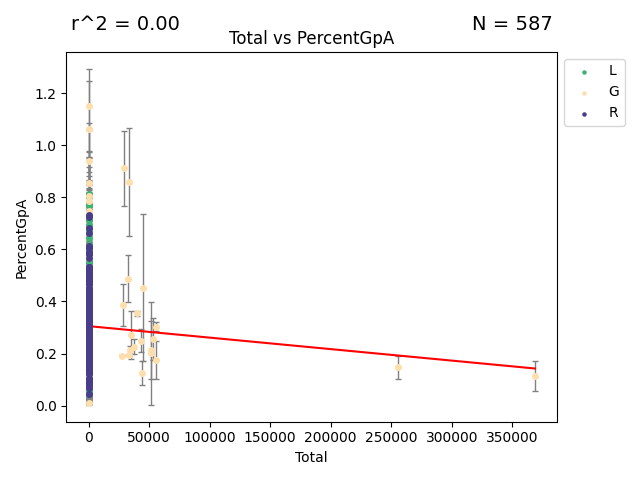 r^2 = 0.00
N = 587
Total vs PercentGpA
L
G
R
PercentGpA
1.2
1.0
0.8
0.6
0.4
0.2
0.0
0 50000 100000 150000 200000 250000 300000 350000
Total